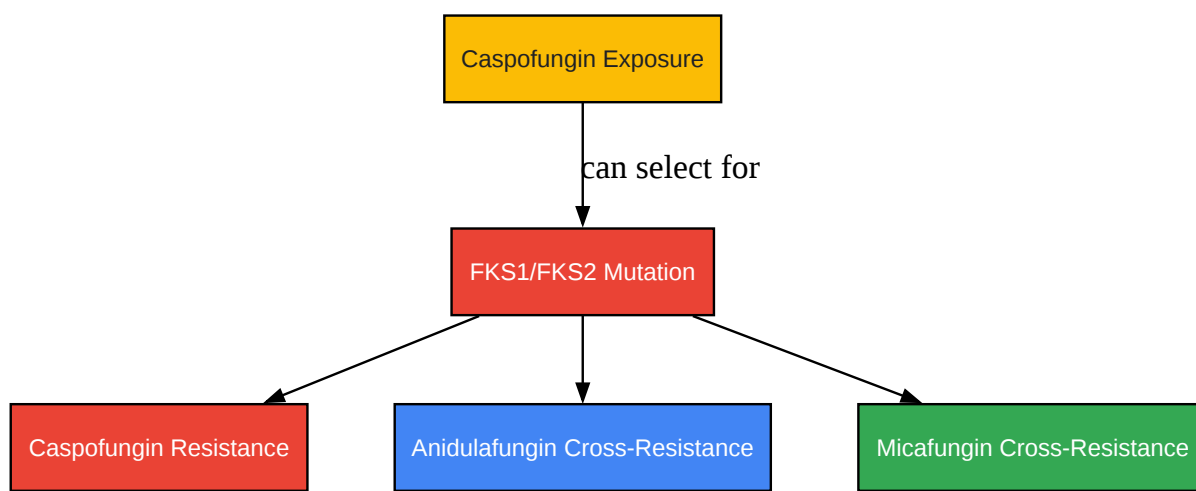 Caspofungin Exposure
can select for
FKS1/FKS2 Mutation
Caspofungin Resistance
Anidulafungin Cross-Resistance
Micafungin Cross-Resistance